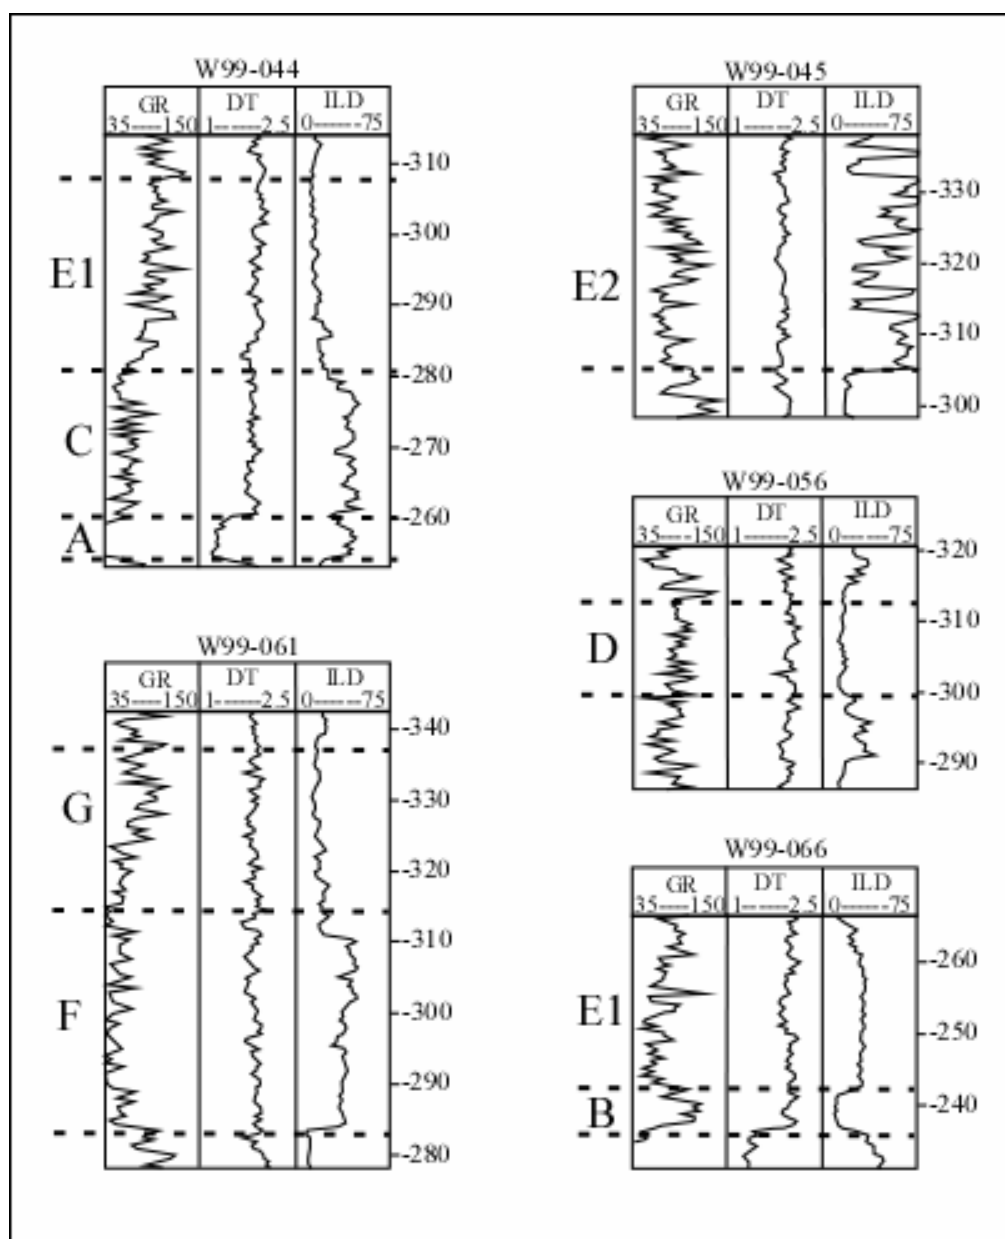 W99-044
GR DT ILD
35----150 1------2.5 0-------75
-310
-300
E1
-290
-280
C
-270
-260
A
W99-045
GR DT ILD
35----150 1------2.5 0-------75
-330
-320
E2
-310
-300
W99-056
GR DT ILD
35----150 1------2.5 0------75
-320
-310
D
-300
-290
W99-061
GR DT ILD
35----150 1------2.5 0------75
-340
-330
G
-320
-310
F
-300
-290
-280
W99-066
GR DT ILD
35----150 1------2.5 0------75
-260
E1
-250
-240
B